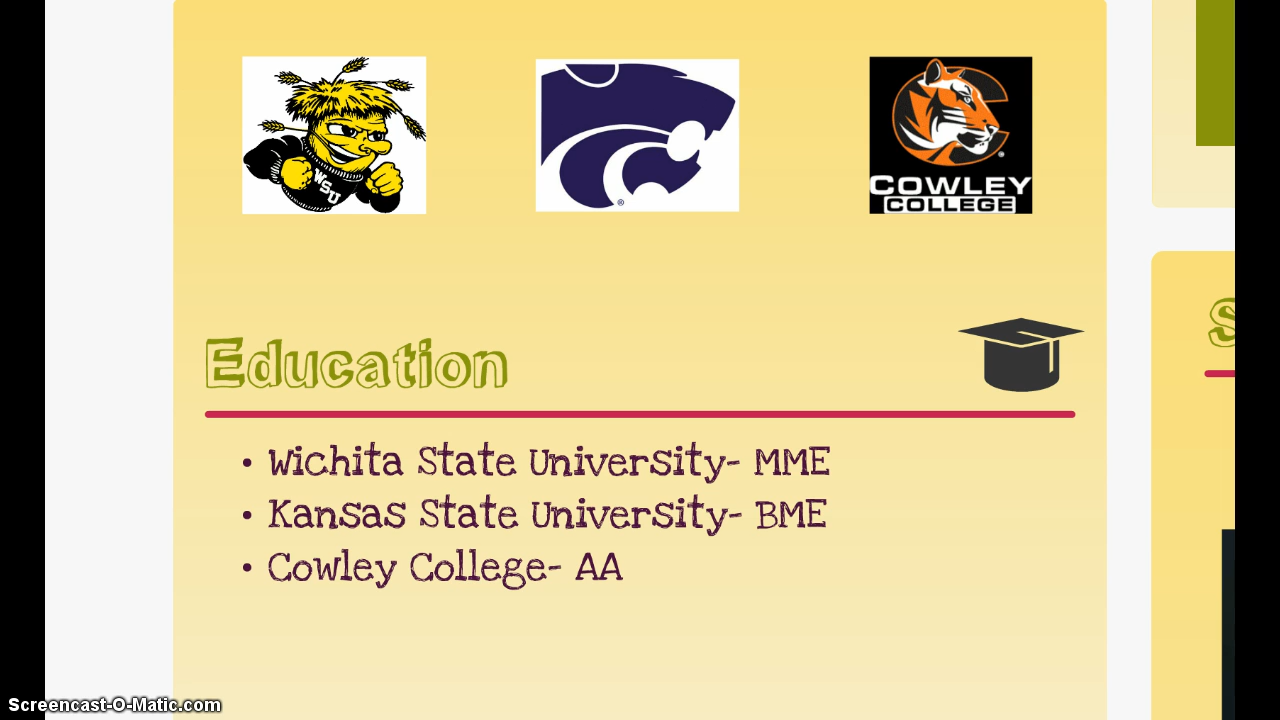 WSU
COWLEY
COLLEGE
Education
• Wichita State University- MME
• Kansas State University- BME
• Cowley College- AA
S
Screencast-O-Matic.com